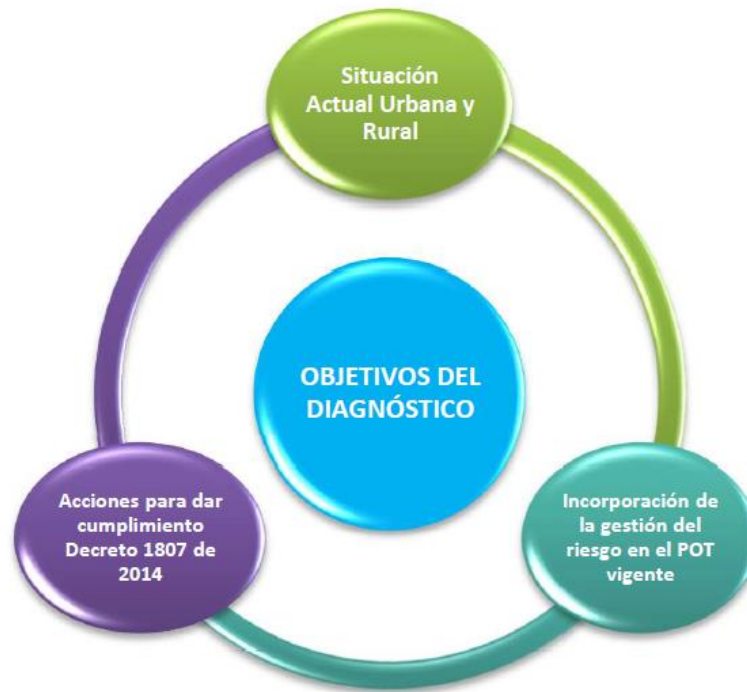 Situación
Actual Urbana y
Rural
OBJETIVOS DEL
DIAGNÓSTICO
Acciones para dar
cumplimiento
Decreto 1807 de
2014
Incorporación de
la gestión del
riesgo en el POT
vigente